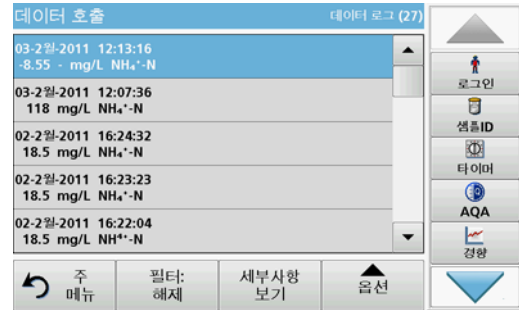 데이터 호출
데이터 로그 (27)
03-2월-2011 12:13:16
-8.55 - mg/L NH₄⁺-N
03-2월-2011 12:07:36
118 mg/L NH₄⁺-N
02-2월-2011 16:24:32
18.5 mg/L NH₄⁺-N
02-2월-2011 16:23:23
18.5 mg/L NH₄⁺-N
02-2월-2011 16:22:04
18.5 mg/L NH⁴⁺-N
로그인
샘플ID
타이머
AQA
경향
주
메뉴
필터:
해제
세부사항
보기
옵션